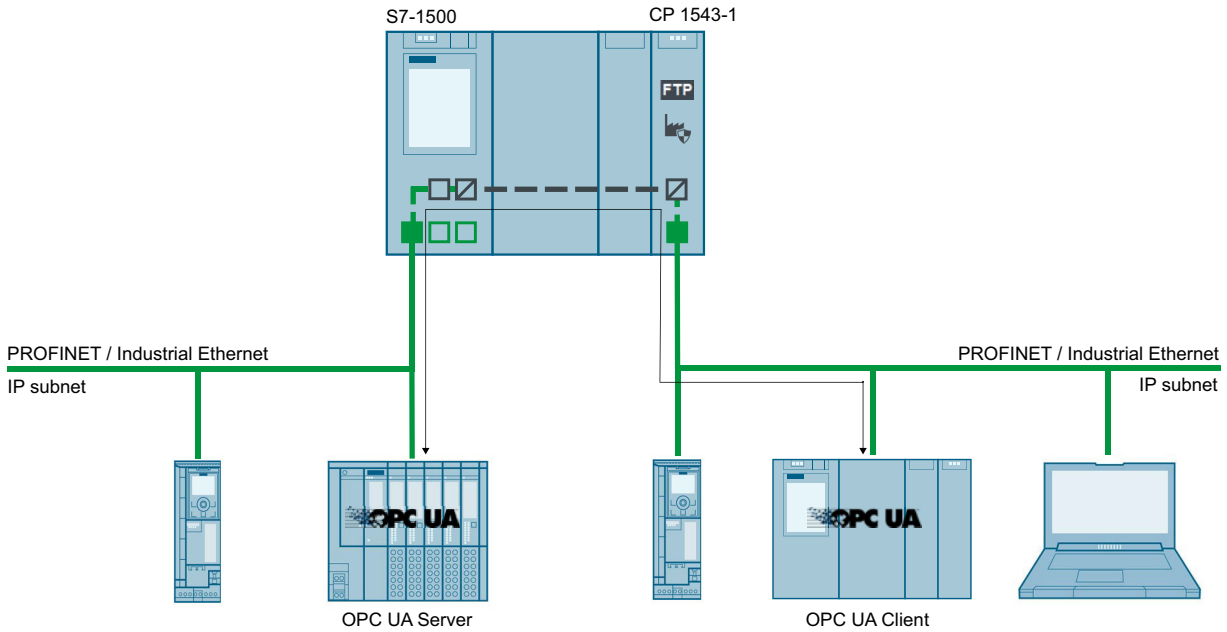 S7-1500
CP 1543-1
FTP
PROFINET / Industrial Ethernet
PROFINET / Industrial Ethernet
IP subnet
IP subnet
OPC UA
OPC UA
OPC UA Server
OPC UA Client